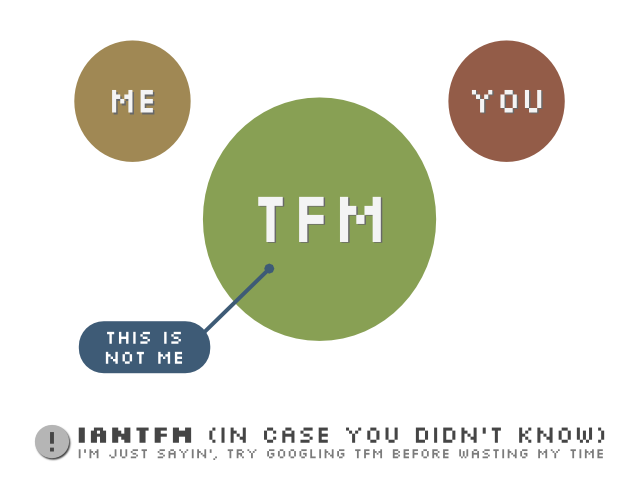 ME
YOU
TFM
THIS IS
NOT ME
!
IANTFM (IN CASE YOU DIDN'T KNOW)
I'M JUST SAYIN', TRY GOOGLING TFM BEFORE WASTING MY TIME